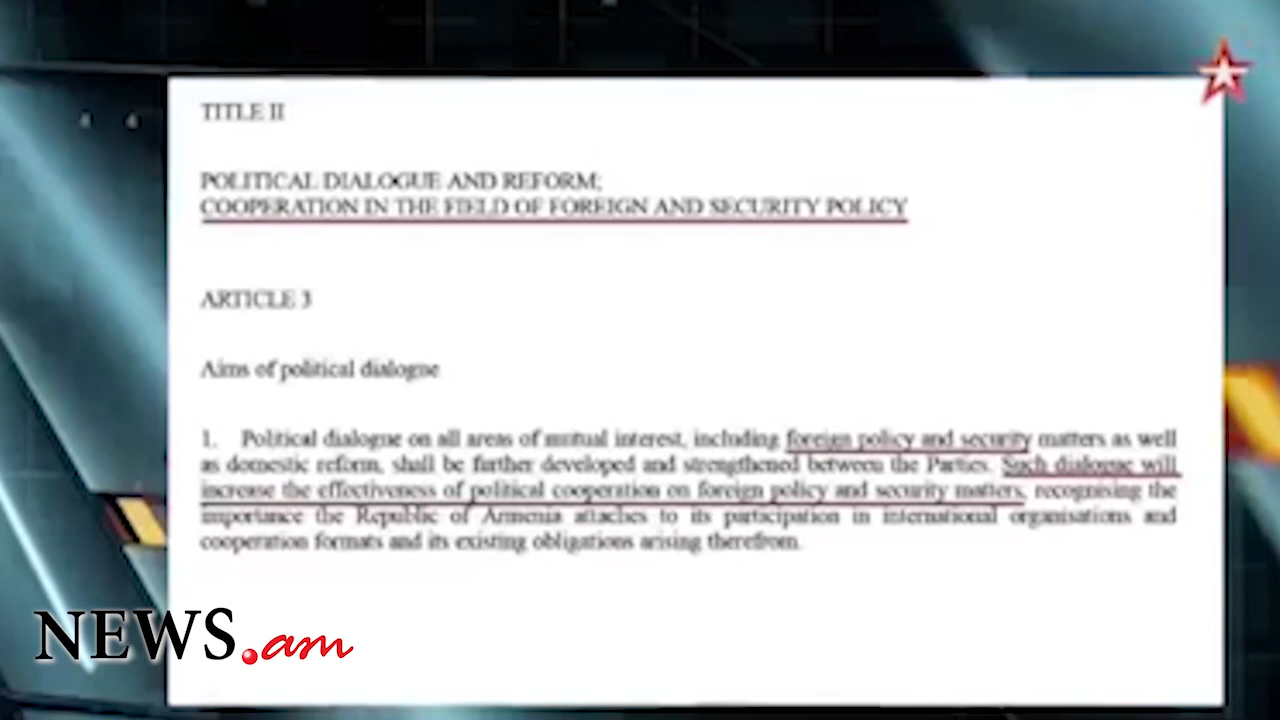 TITLE II
POLITICAL DIALOGUE AND REFORM;
COOPERATION IN THE FIELD OF FOREIGN AND SECURITY POLICY
ARTICLE 3
Aims of political dialogue
1. Political dialogue on all areas of mutual interest, including foreign policy and security matters as well
as domestic reform, shall be further developed and strengthened between the Parties. Such dialogue will
increase the effectiveness of political cooperation on foreign policy and security matters, recognising the
importance the Republic of Armenia attaches to its participation in international organisations and
cooperation formats and its existing obligations arising therefrom.
NEWS.am